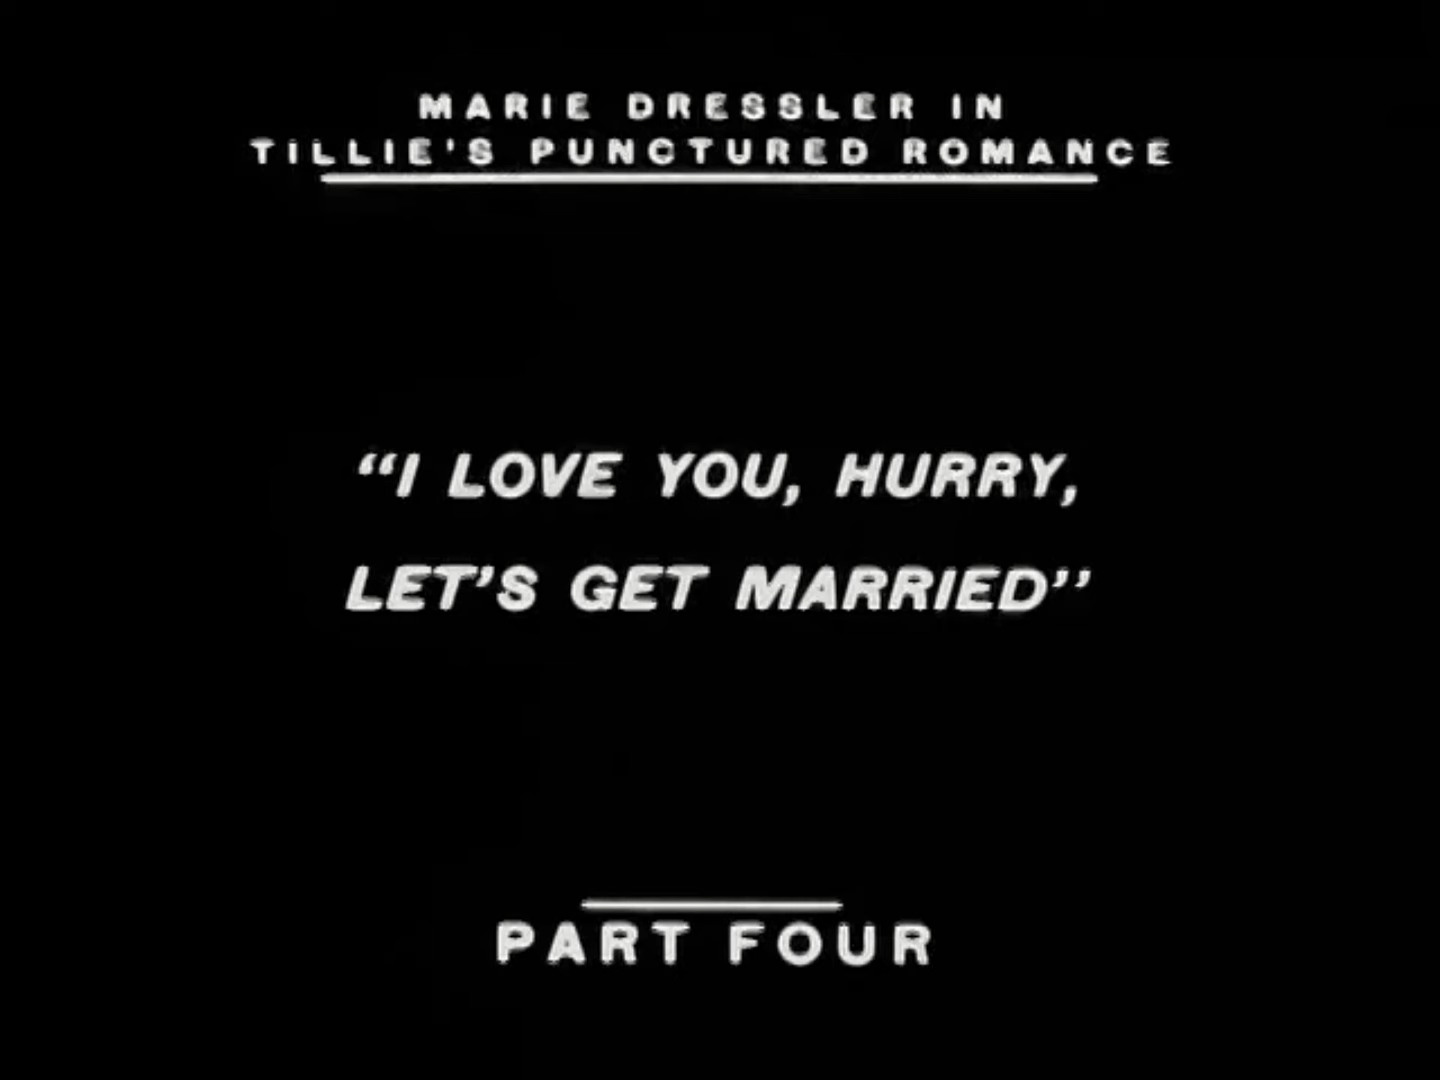 MARIE DRESSLER IN
TILLIE'S PUNCTURED ROMANCE
“I LOVE YOU, HURRY,
LET’S GET MARRIED”
PART FOUR